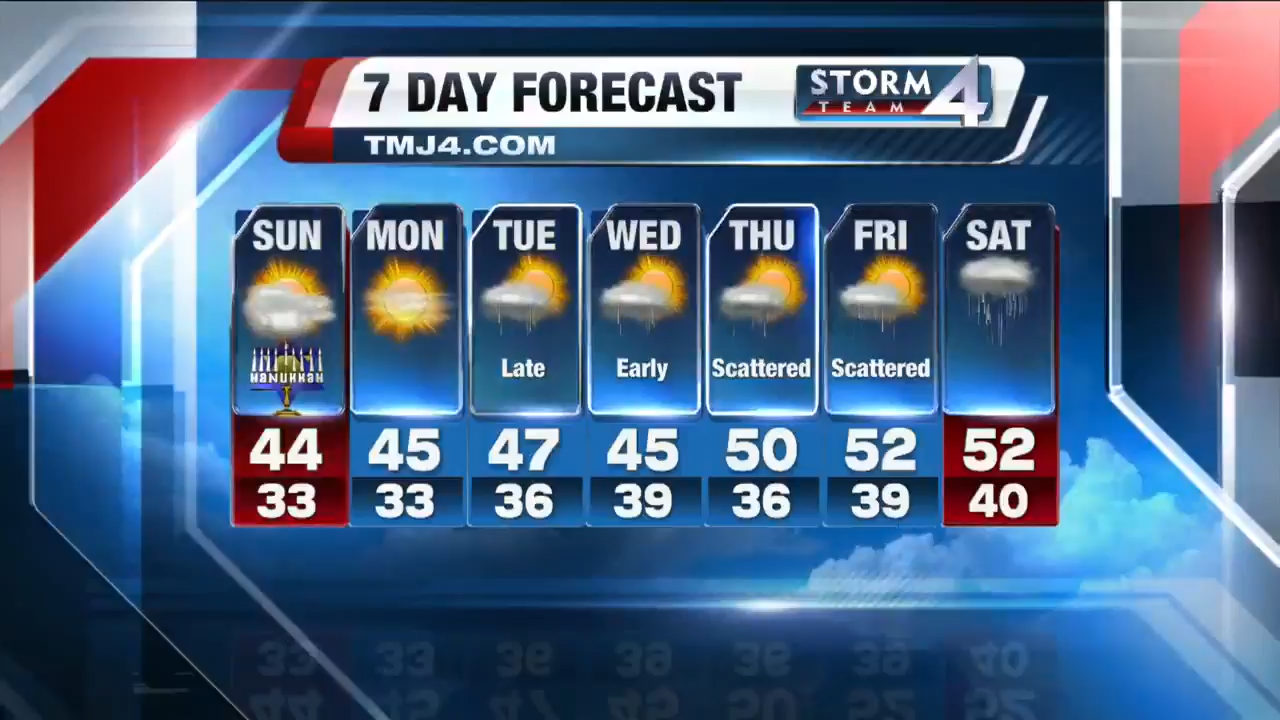 7 DAY FORECAST
STORM
TEAM 4
TMJ4.COM
SUN MON TUE WED THU FRI SAT
HANUKKAH
Late Early Scattered Scattered
44 45 47 45 50 52 52
33 33 36 39 36 39 40